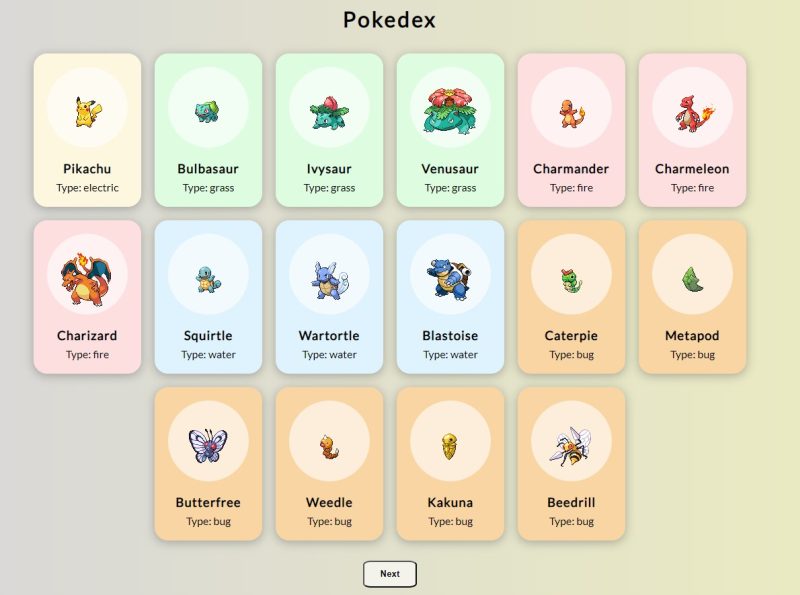 Pokedex
Pikachu
Type: electric
Bulbasaur
Type: grass
Ivysaur
Type: grass
Venusaur
Type: grass
Charmander
Type: fire
Charmeleon
Type: fire
Charizard
Type: fire
Squirtle
Type: water
Wartortle
Type: water
Blastoise
Type: water
Caterpie
Type: bug
Metapod
Type: bug
Butterfree
Type: bug
Weedle
Type: bug
Kakuna
Type: bug
Beedrill
Type: bug
Next